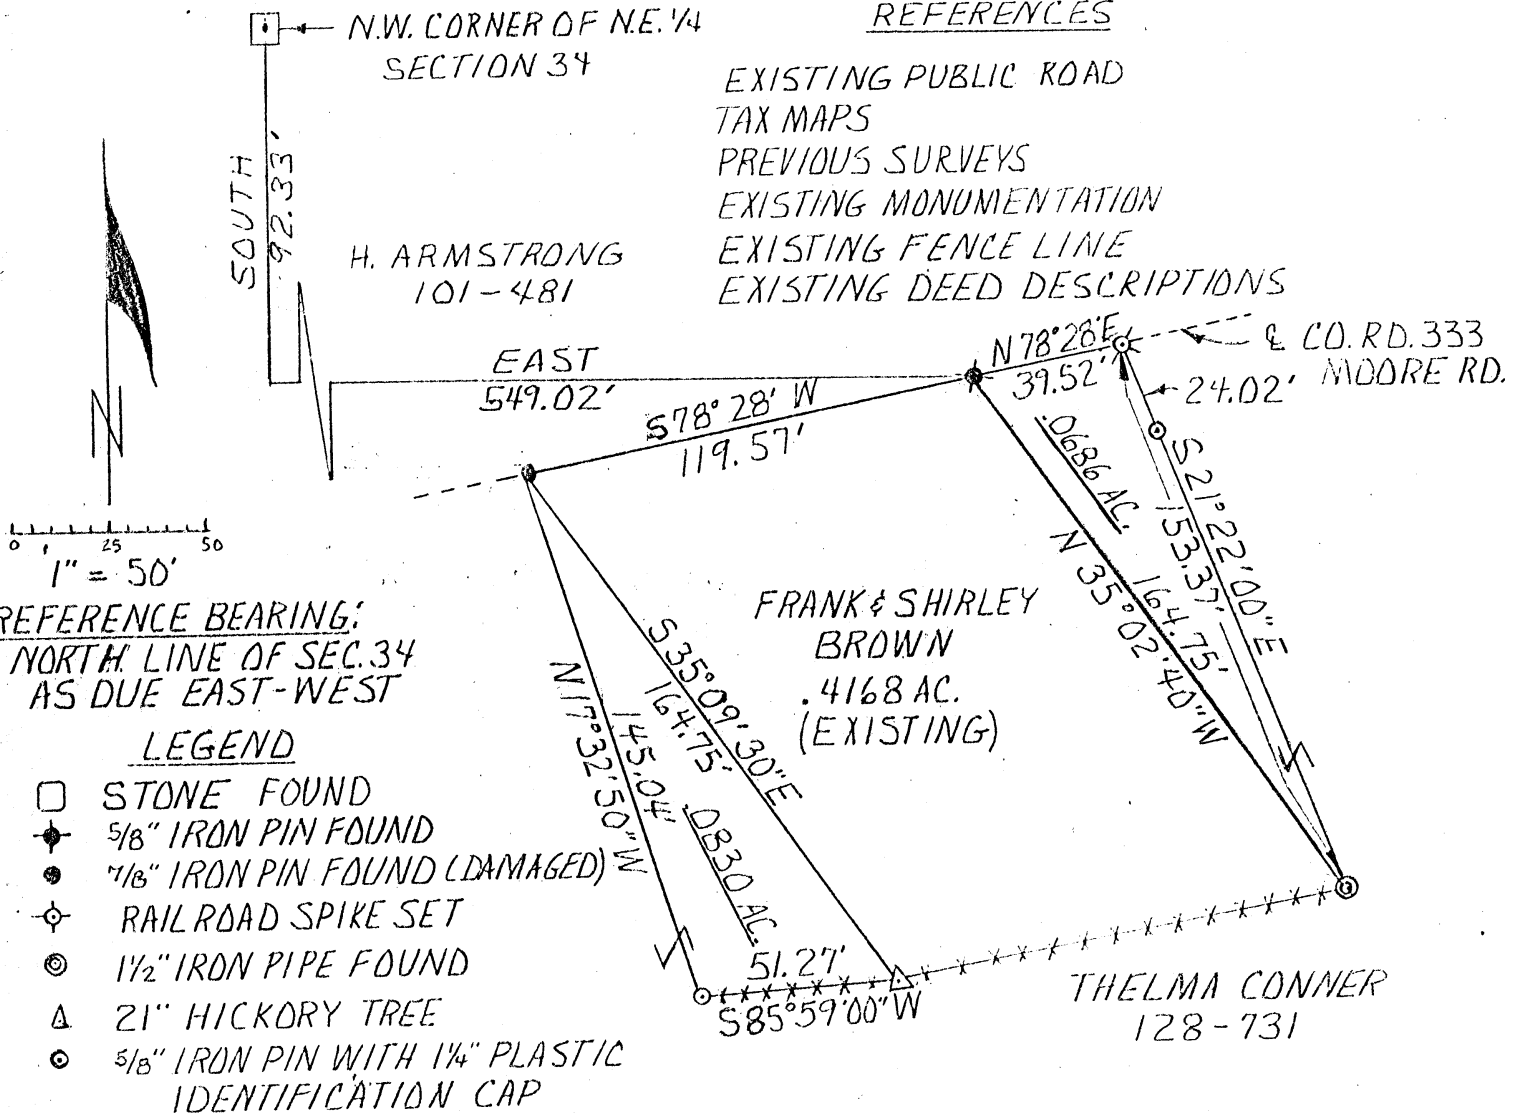 N.W. CORNER OF N.E. 1/4
SECTION 34
REFERENCES
EXISTING PUBLIC ROAD
TAX MAPS
PREVIOUS SURVEYS
EXISTING MONUMENTATION
EXISTING FENCE LINE
EXISTING DEED DESCRIPTIONS
SOUTH
92.33'
H. ARMSTRONG
101-481
EAST
549.02'
N 78°28'E
39.52'
℄ CO. RD. 333
MOORE RD.
24.02'
S 78° 28' W
119.57'
.0686 AC.
S 21°22'00"E
153.37'
N 35°02'40"W
164.75'
N
0 25 50
1" = 50'
REFERENCE BEARING:
NORTH LINE OF SEC. 34
AS DUE EAST-WEST
FRANK & SHIRLEY
BROWN
.4168 AC.
(EXISTING)
S 35°09'30"E
164.75'
N 17°32'50"W
145.04'
.0830 AC.
51.27'
S 85°59'00"W
THELMA CONNER
128-731
LEGEND
STONE FOUND
5/8" IRON PIN FOUND
7/8" IRON PIN FOUND (DAMAGED)
RAILROAD SPIKE SET
1½" IRON PIPE FOUND
21" HICKORY TREE
5/8" IRON PIN WITH 1¼" PLASTIC
IDENTIFICATION CAP